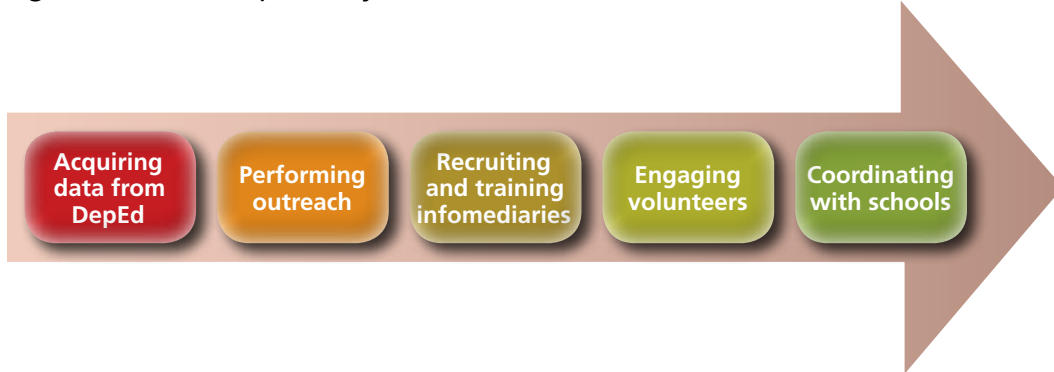 Acquiring
data from
DepEd
Performing
outreach
Recruiting
and training
infomediaries
Engaging
volunteers
Coordinating
with schools